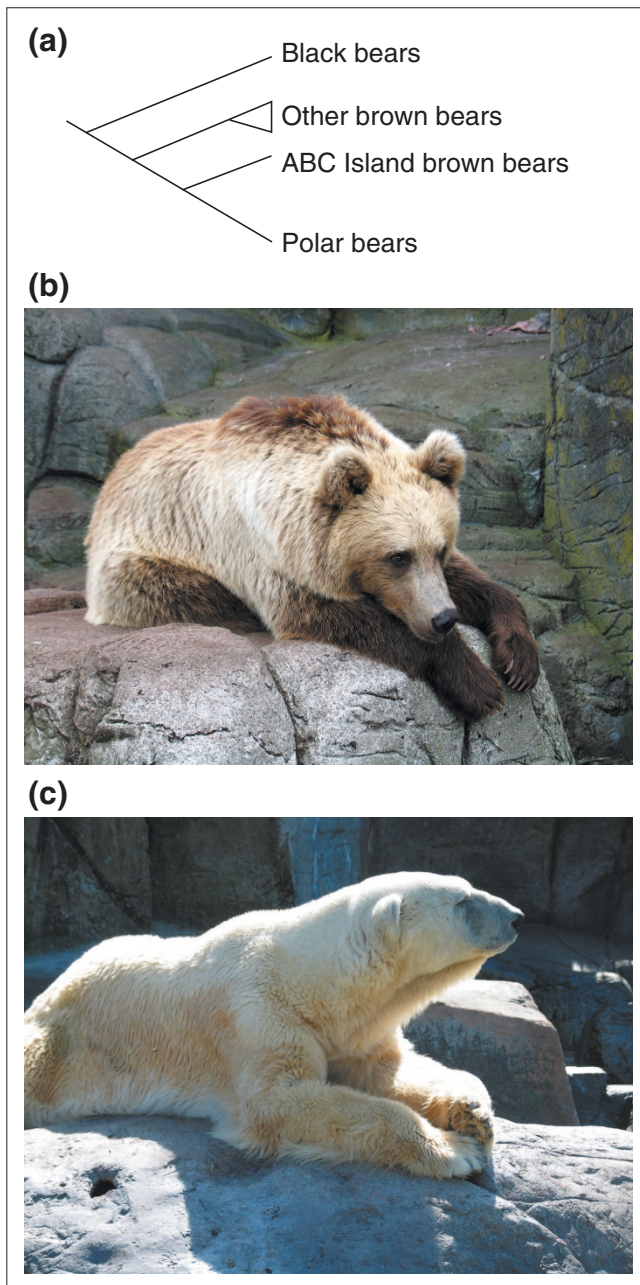 (a)
Black bears
Other brown bears
ABC Island brown bears
Polar bears
(b)
(c)